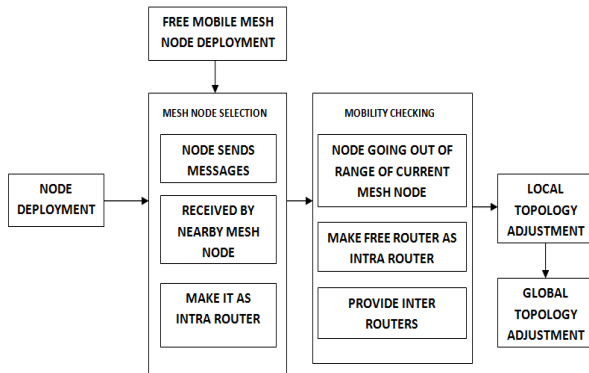 FREE MOBILE MESH
NODE DEPLOYMENT
MESH NODE SELECTION
NODE SENDS
MESSAGES
RECEIVED BY
NEARBY MESH
NODE
MAKE IT AS
INTRA ROUTER
NODE
DEPLOYMENT
MOBILITY CHECKING
NODE GOING OUT OF
RANGE OF CURRENT
MESH NODE
MAKE FREE ROUTER AS
INTRA ROUTER
PROVIDE INTER
ROUTERS
LOCAL
TOPOLOGY
ADJUSTMENT
GLOBAL
TOPOLOGY
ADJUSTMENT